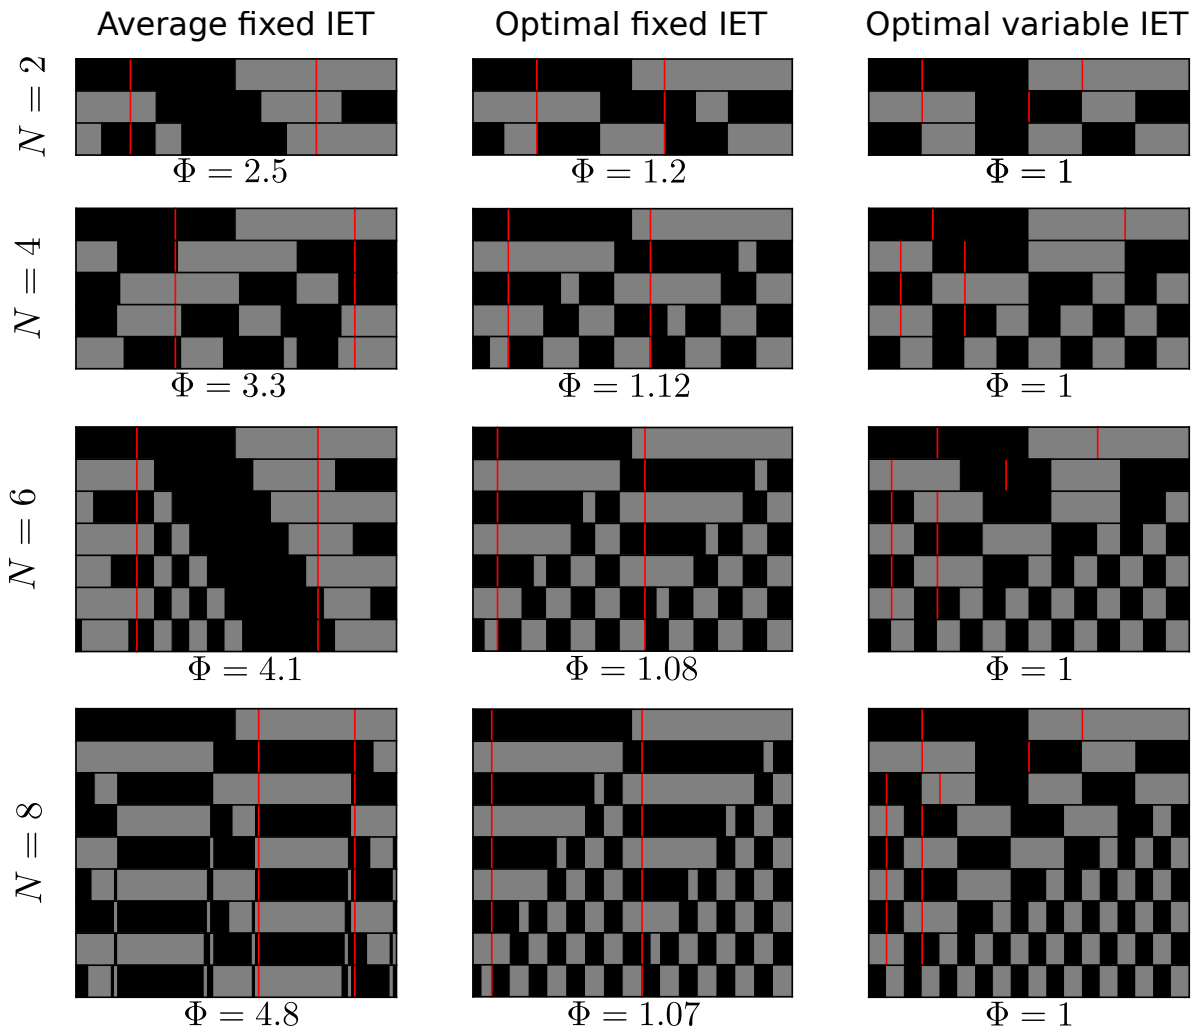 Average fixed IET Optimal fixed IET Optimal variable IET
N = 2
Φ = 2.5 Φ = 1.2 Φ = 1
N = 4
Φ = 3.3 Φ = 1.12 Φ = 1
N = 6
Φ = 4.1 Φ = 1.08 Φ = 1
N = 8
Φ = 4.8 Φ = 1.07 Φ = 1